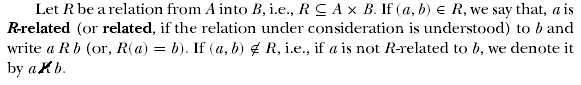 Let R be a relation from A into B, i.e., R ⊆ A × B. If (a, b) ∈ R, we say that, a is
R-related (or related, if the relation under consideration is understood) to b and
write a R b (or, R(a) = b). If (a, b) ∉ R, i.e., if a is not R-related to b, we denote it
by a R̸ b.